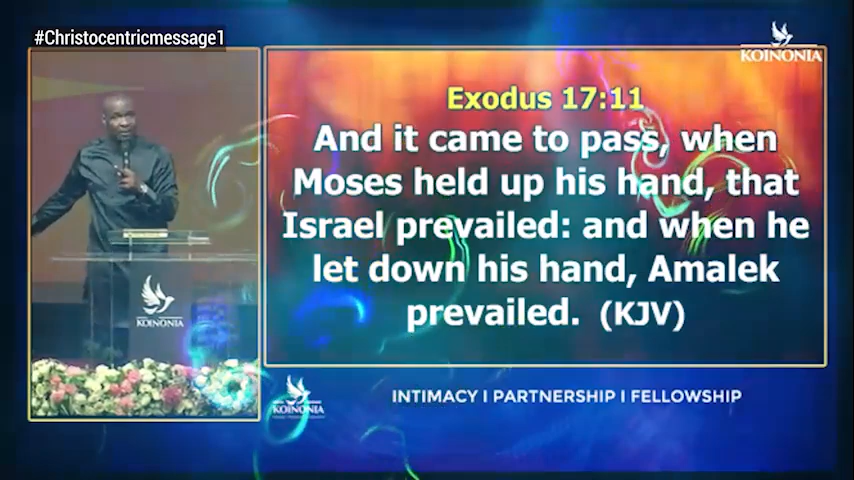 #Christocentricmessage1
KOINONIA
Exodus 17:11
And it came to pass, when
Moses held up his hand, that
Israel prevailed: and when he
let down his hand, Amalek
prevailed. (KJV)
KOINONIA
KOINONIA
INTIMACY I PARTNERSHIP I FELLOWSHIP